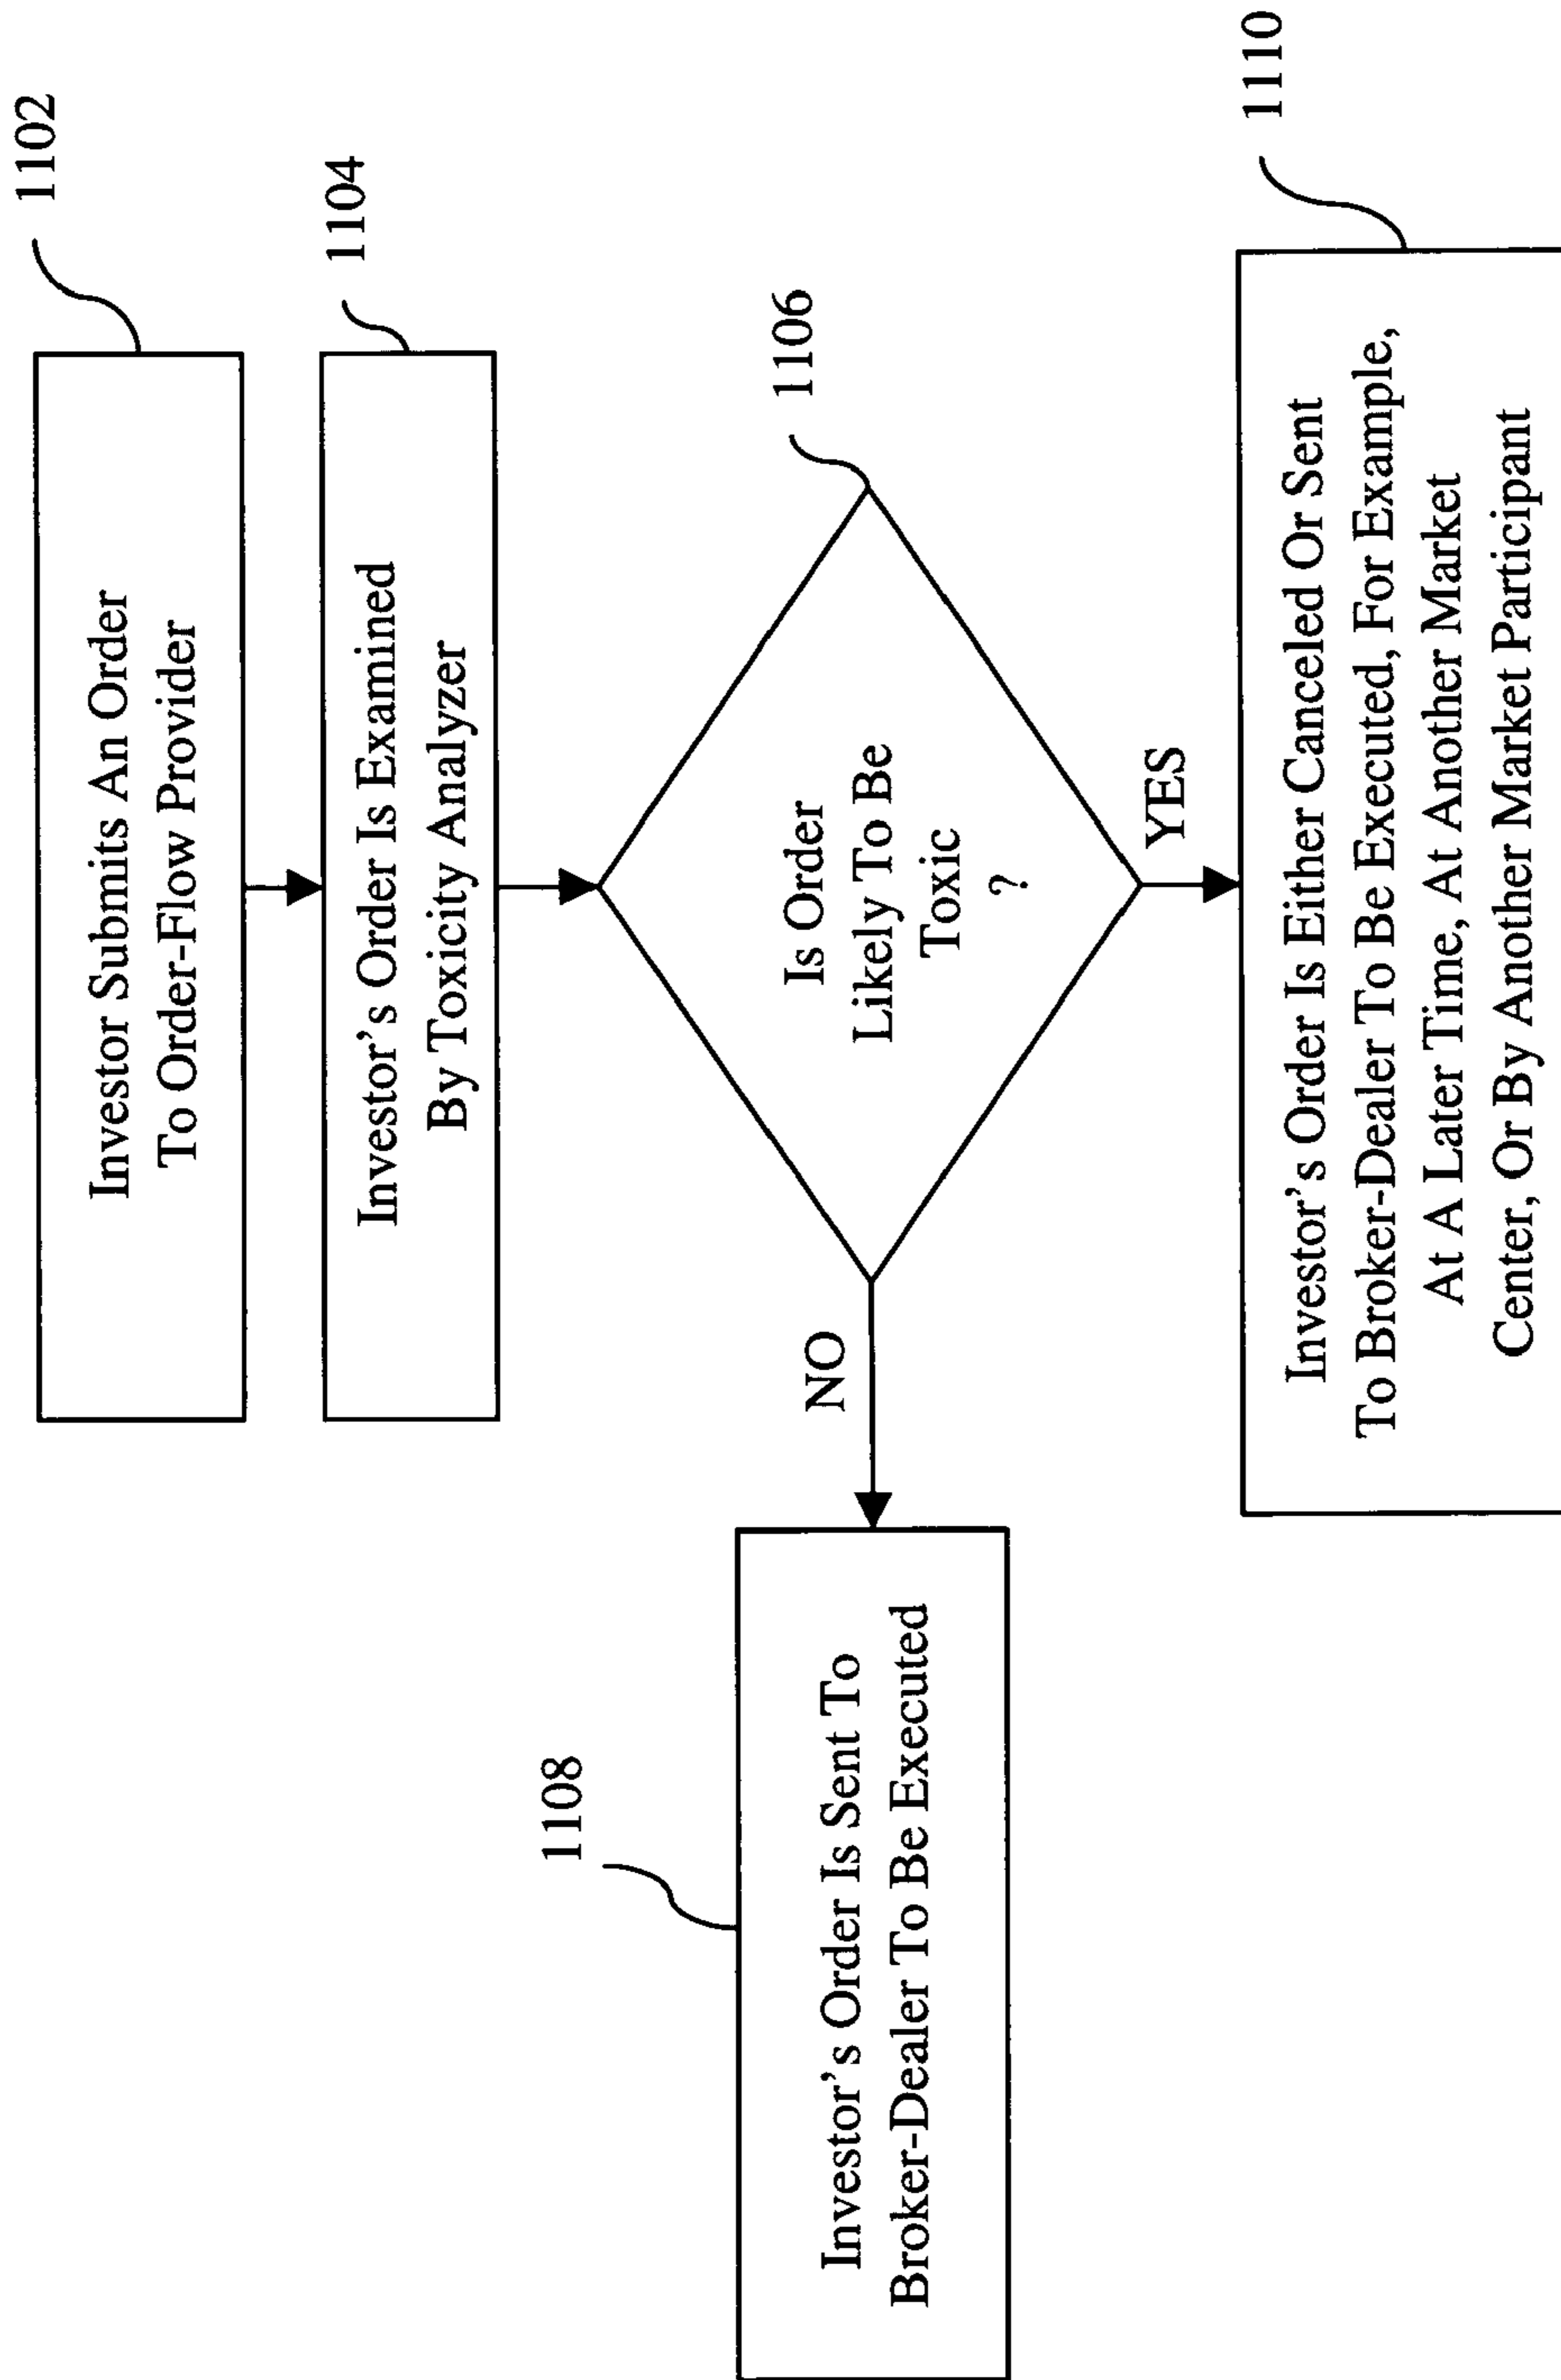 1102
Investor Submits An Order
To Order-Flow Provider
1104
Investor's Order Is Examined
By Toxicity Analyzer
1106
Is Order
Likely To Be
Toxic
?
NO
YES
1108
Investor's Order Is Sent To
Broker-Dealer To Be Executed
1110
Investor's Order Is Either Canceled Or Sent
To Broker-Dealer To Be Executed, For Example,
At A Later Time, At Another Market
Center, Or By Another Market Participant